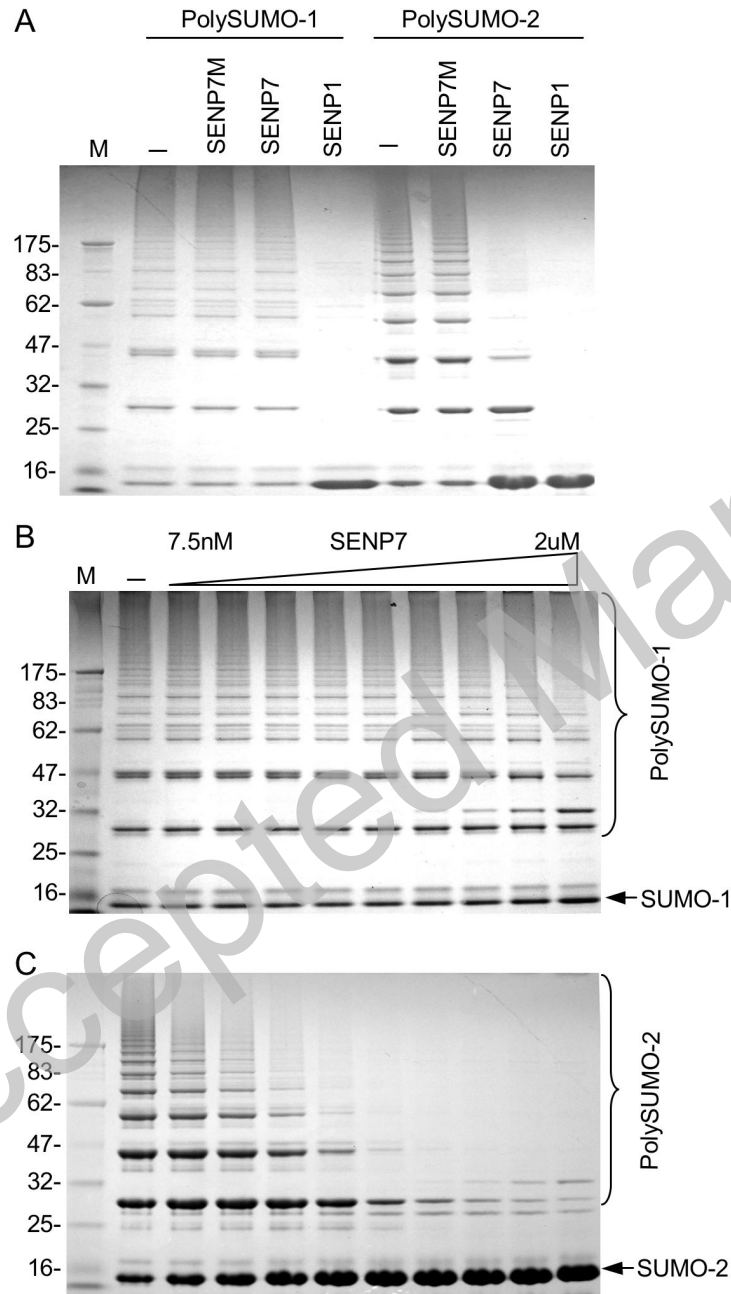 A
PolySUMO-1 PolySUMO-2
M — SENP7M SENP7 SENP1 — SENP7M SENP7 SENP1
175-
83-
62-
47-
32-
25-
16-
B
7.5nM SENP7 2uM
M —
175-
83-
62-
47-
32-
25-
16-
PolySUMO-1
SUMO-1
C
175-
83-
62-
47-
32-
25-
16-
PolySUMO-2
SUMO-2
ccepted Ma